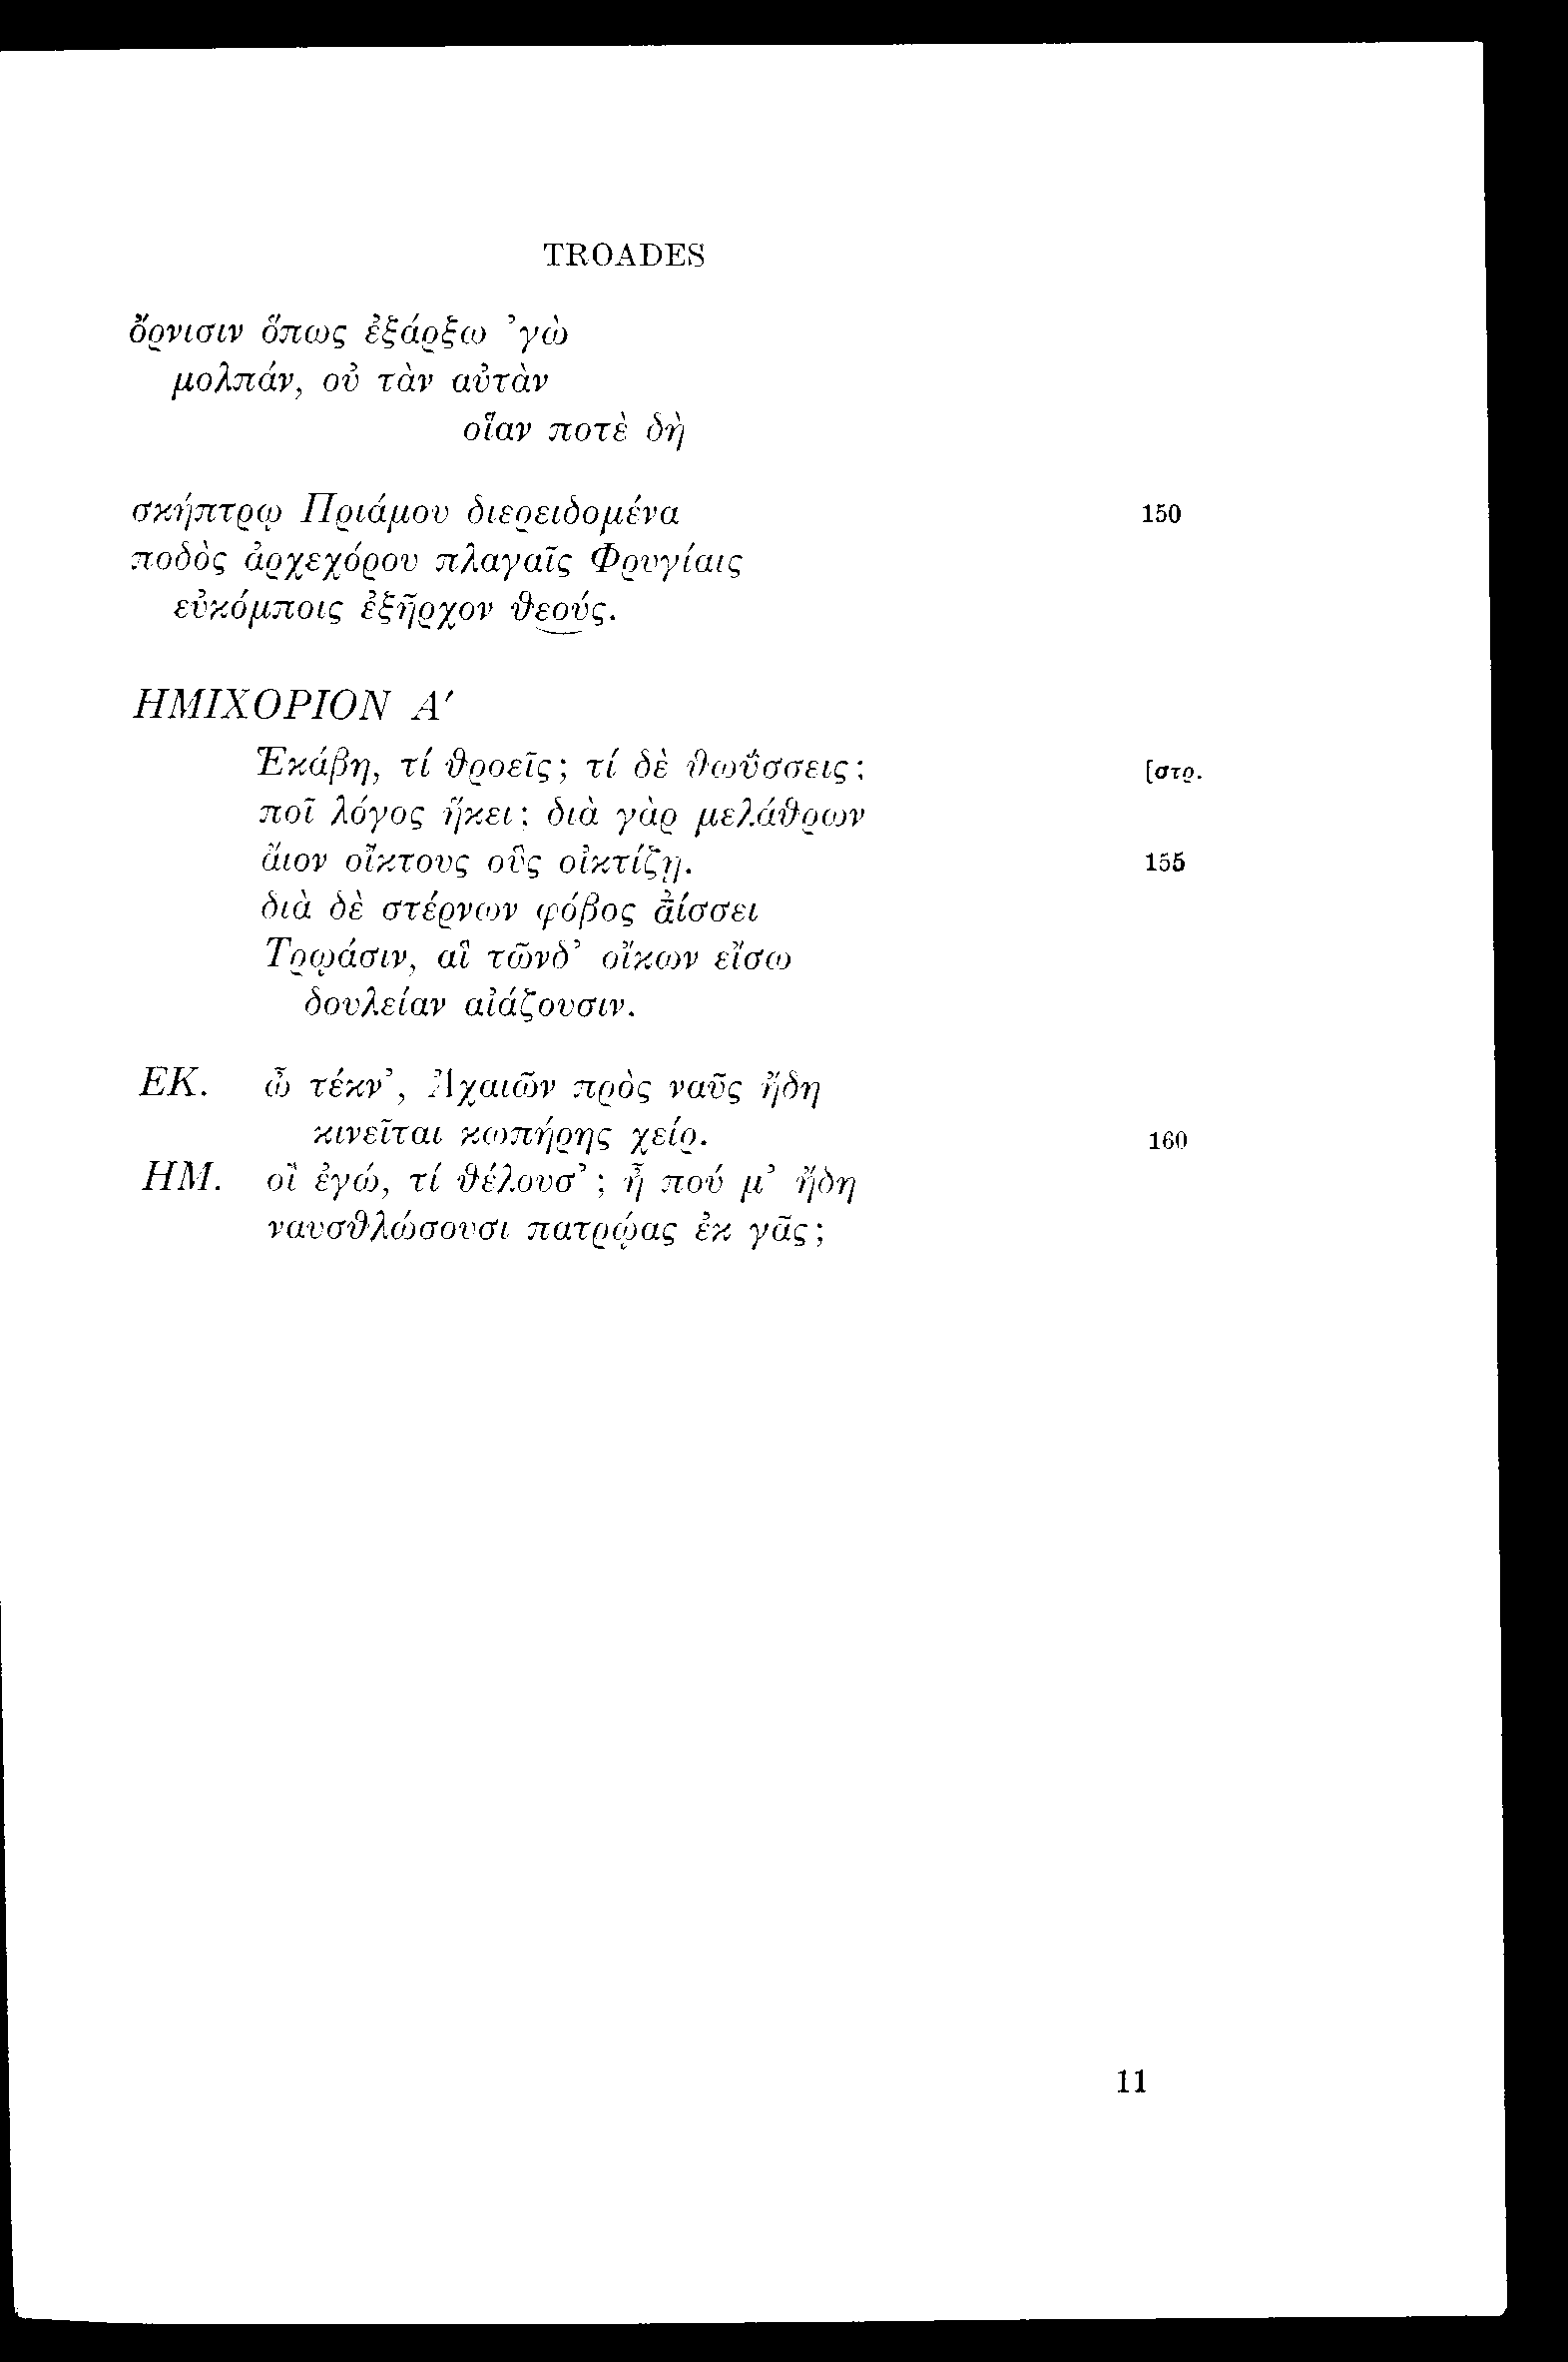 TROADES
ὄρνισιν ὅπως ἐξάρξω ’γὼ
μολπάν, οὐ τὰν αὐτὰν
οἵαν ποτὲ δὴ
σκήπτρῳ Πριάμου διερειδομένα 150
ποδὸς ἀρχεχόρου πλαγαῖς Φρυγίαις
εὐκόμποις ἐξῆρχον θεούς.
ΗΜΙΧΟΡΙΟΝ Α′
Ἑκάβη, τί θροεῖς; τί δὲ θωΰσσεις; [στρ.
ποῖ λόγος ἥκει; διὰ γὰρ μελάθρων
ἄιον οἴκτους οὓς οἰκτίζῃ. 155
διὰ δὲ στέρνων φόβος ἀΐσσει
Τρῳάσιν, αἳ τῶνδ’ οἴκων εἴσω
δουλείαν αἰάζουσιν.
ΕΚ. ὦ τέκν’, Ἀχαιῶν πρὸς ναῦς ἤδη
κινεῖται κωπήρης χείρ. 160
ΗΜ. οἲ ἐγώ, τί θέλουσ’; ἦ πού μ’ ἤδη
ναυσθλώσουσι πατρῴας ἐκ γᾶς;
11